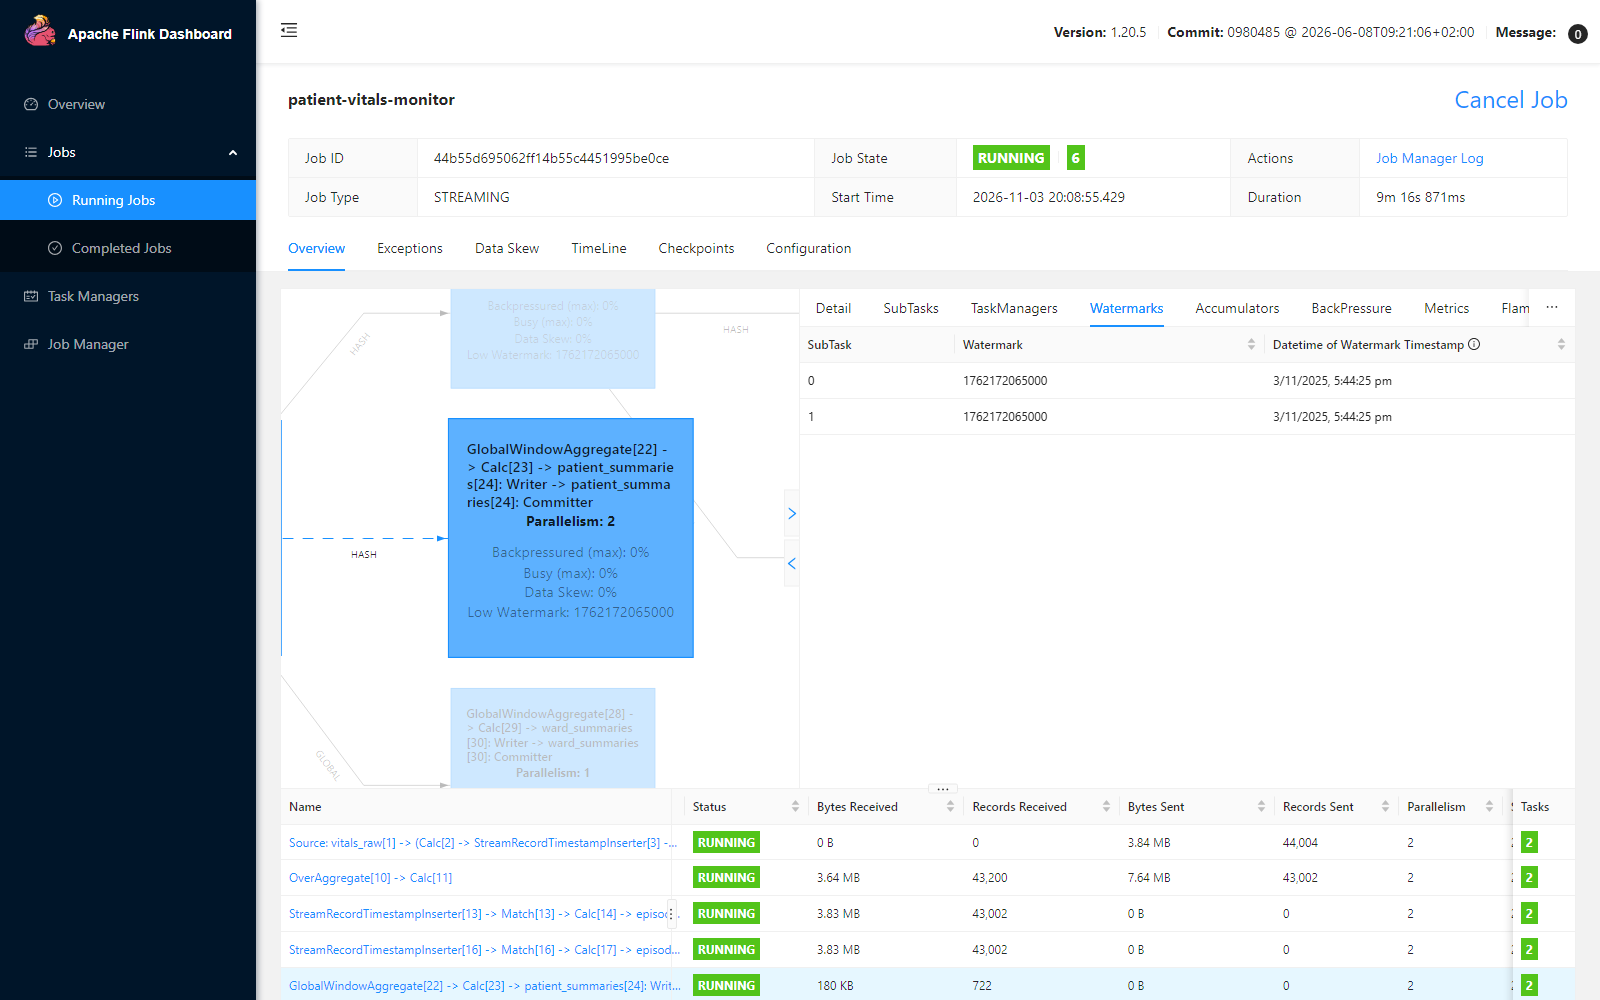 Apache Flink Dashboard
Version: 1.20.5 Commit: 0980485 @ 2026-06-08T09:21:06+02:00 Message: 0
Overview
Jobs
Running Jobs
Completed Jobs
Task Managers
Job Manager
patient-vitals-monitor
Cancel Job
Job ID 44b55d695062ff14b55c4451995be0ce Job State RUNNING 6 Actions Job Manager Log
Job Type STREAMING Start Time 2026-11-03 20:08:55.429 Duration 9m 16s 871ms
Overview Exceptions Data Skew TimeLine Checkpoints Configuration
Backpressured (max): 0%
Busy (max): 0%
Data Skew: 0%
Low Watermark: 1762172065000
HASH
HASH
GlobalWindowAggregate[22] -
> Calc[23] -> patient_summarie
s[24]: Writer -> patient_summa
ries[24]: Committer
Parallelism: 2
Backpressured (max): 0%
Busy (max): 0%
Data Skew: 0%
Low Watermark: 1762172065000
HASH
GlobalWindowAggregate[28] -
> Calc[29] -> ward_summaries
[30]: Writer -> ward_summaries
[30]: Committer
Parallelism: 1
GLOBAL
Detail SubTasks TaskManagers Watermarks Accumulators BackPressure Metrics Flam ...
SubTask Watermark Datetime of Watermark Timestamp
0 1762172065000 3/11/2025, 5:44:25 pm
1 1762172065000 3/11/2025, 5:44:25 pm
Name Status Bytes Received Records Received Bytes Sent Records Sent Parallelism Tasks
Source: vitals_raw[1] -> (Calc[2] -> StreamRecordTimestampInserter[3] -... RUNNING 0 B 0 3.84 MB 44,004 2 2
OverAggregate[10] -> Calc[11] RUNNING 3.64 MB 43,200 7.64 MB 43,002 2 2
StreamRecordTimestampInserter[13] -> Match[13] -> Calc[14] -> episod... RUNNING 3.83 MB 43,002 0 B 0 2 2
StreamRecordTimestampInserter[16] -> Match[16] -> Calc[17] -> episod... RUNNING 3.83 MB 43,002 0 B 0 2 2
GlobalWindowAggregate[22] -> Calc[23] -> patient_summaries[24]: Writ... RUNNING 180 KB 722 0 B 0 2 2